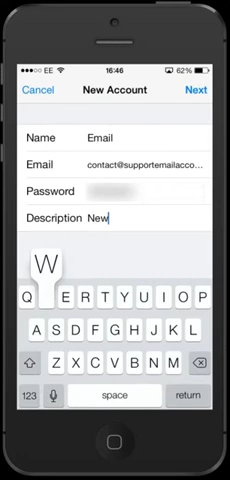 EE 16:46 62%
Cancel New Account Next
Name Email
Email contact@supportemailacco...
Password
Description New
W
Q E R T Y U I O P
A S D F G H J K L
Z X C V B N M
123 space return